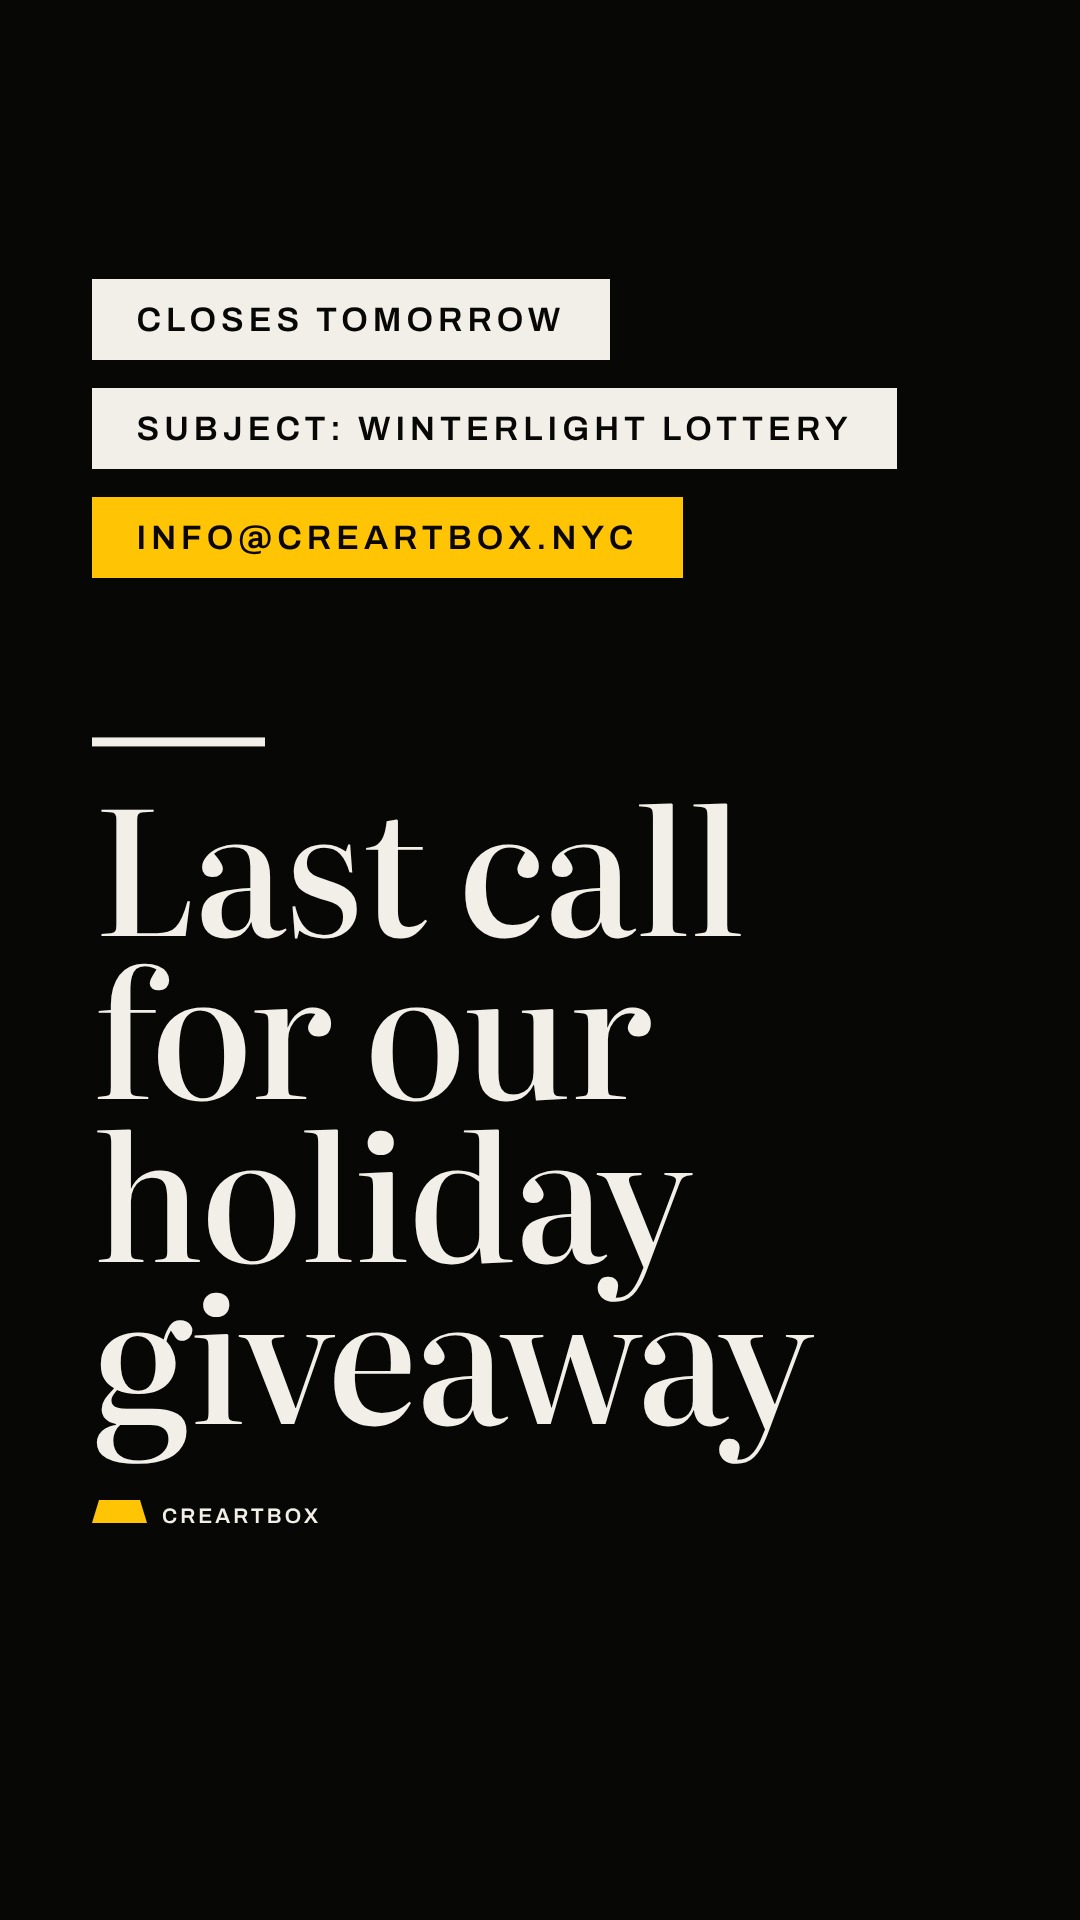 CLOSES TOMORROW
SUBJECT: WINTERLIGHT LOTTERY
INFO@CREARTBOX.NYC
Last call
for our
holiday
giveaway
CREARTBOX